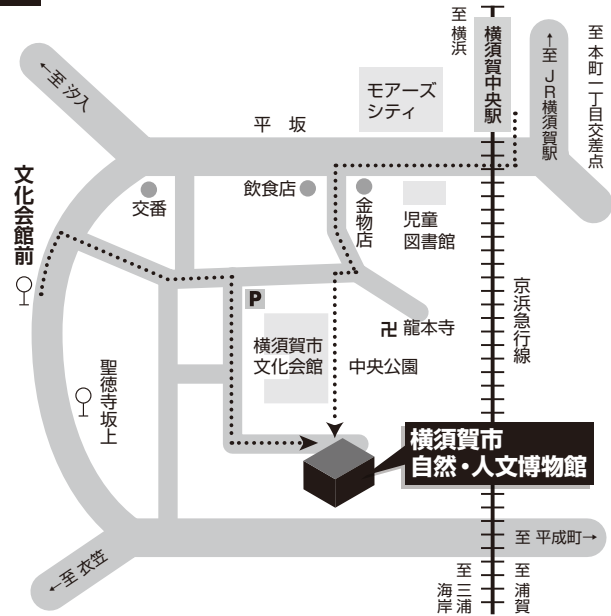 至 横浜
横須賀中央駅
←至 JR横須賀駅
至 本町一丁目交差点
モアーズ
シティ
←至 汐入
平 坂
文化会館前
交番
飲食店
金物店
児童
図書館
P
卍 龍本寺
京浜急行線
横須賀市
文化会館
中央公園
聖徳寺坂上
横須賀市
自然・人文博物館
←至 衣笠
至 平成町→
至 三浦
海岸
至 浦賀